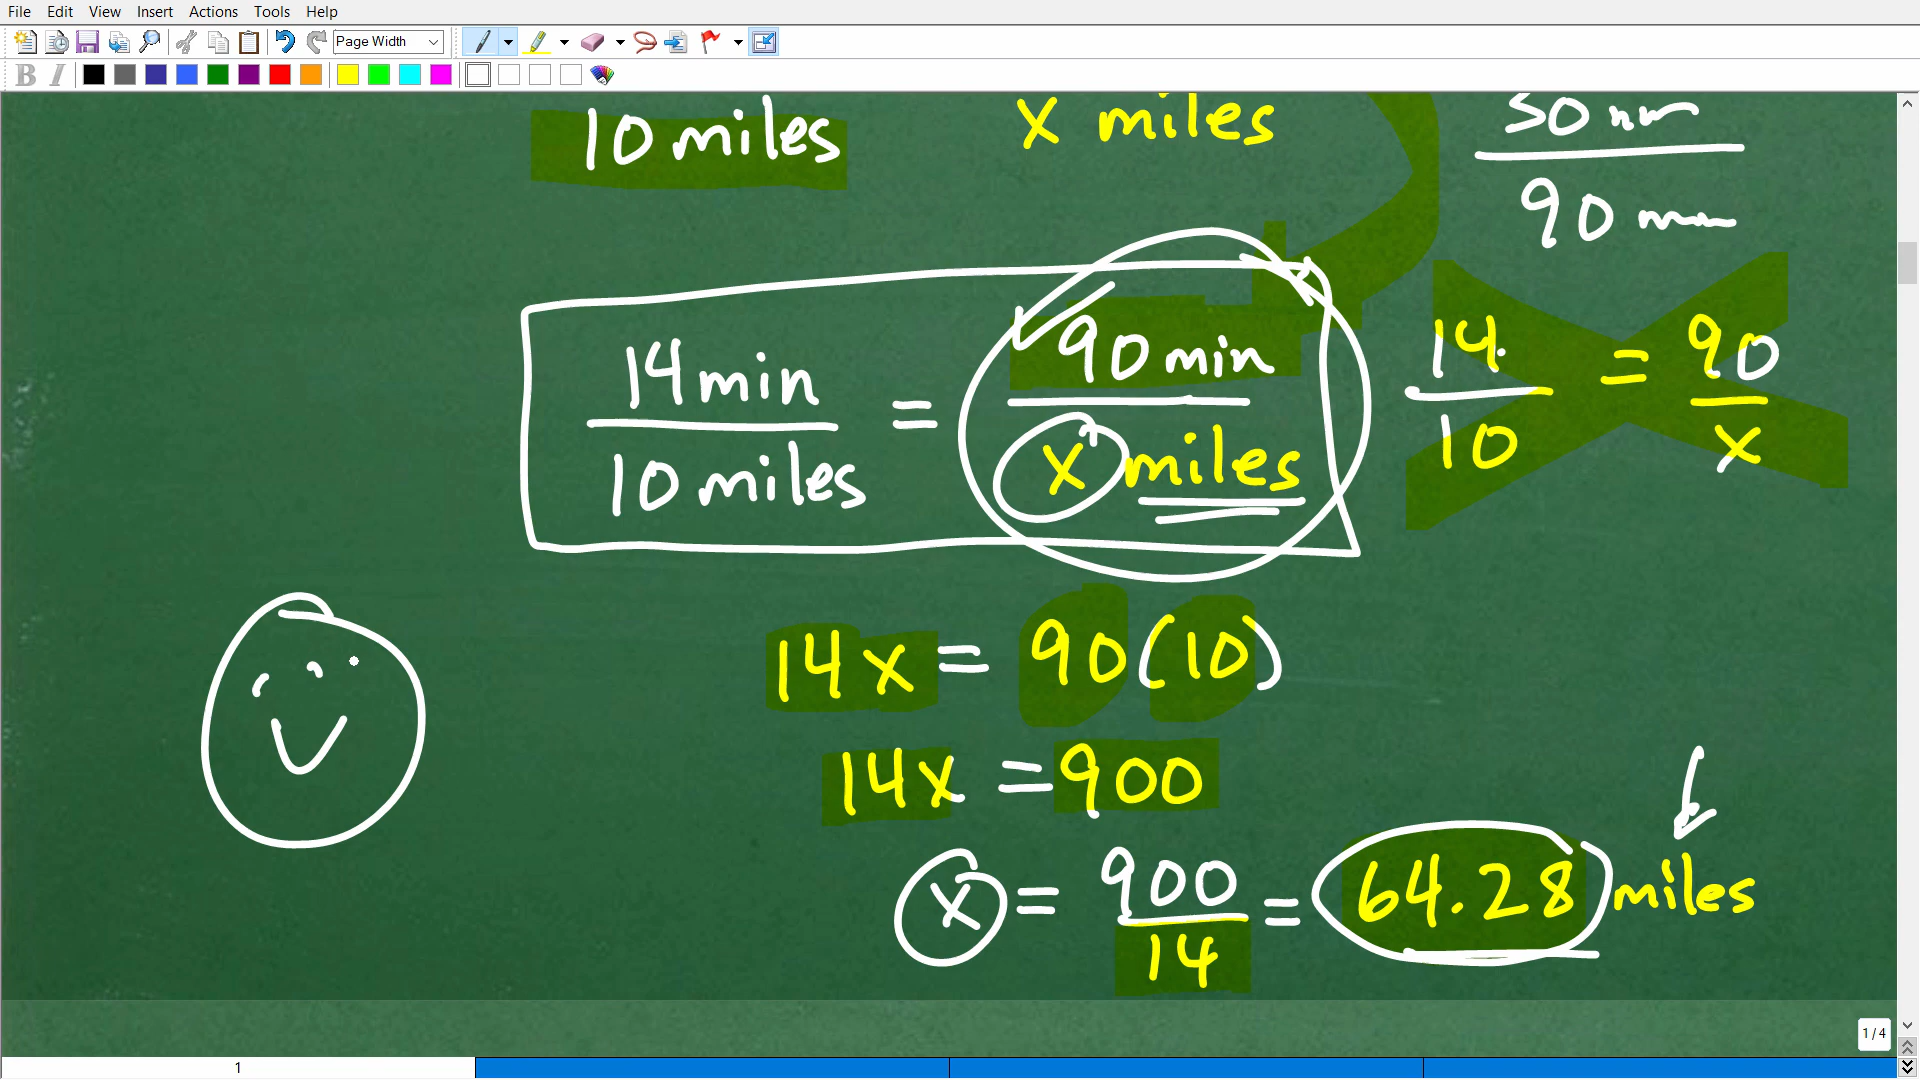 File Edit View Insert Actions Tools Help
Page Width
B I
10 miles
x miles
90
14 min = 90 min
10 miles x miles
14 = 90
10 x
14x = 90(10)
14x = 900
x = 900 = 64.28 miles
14
1 / 4
1